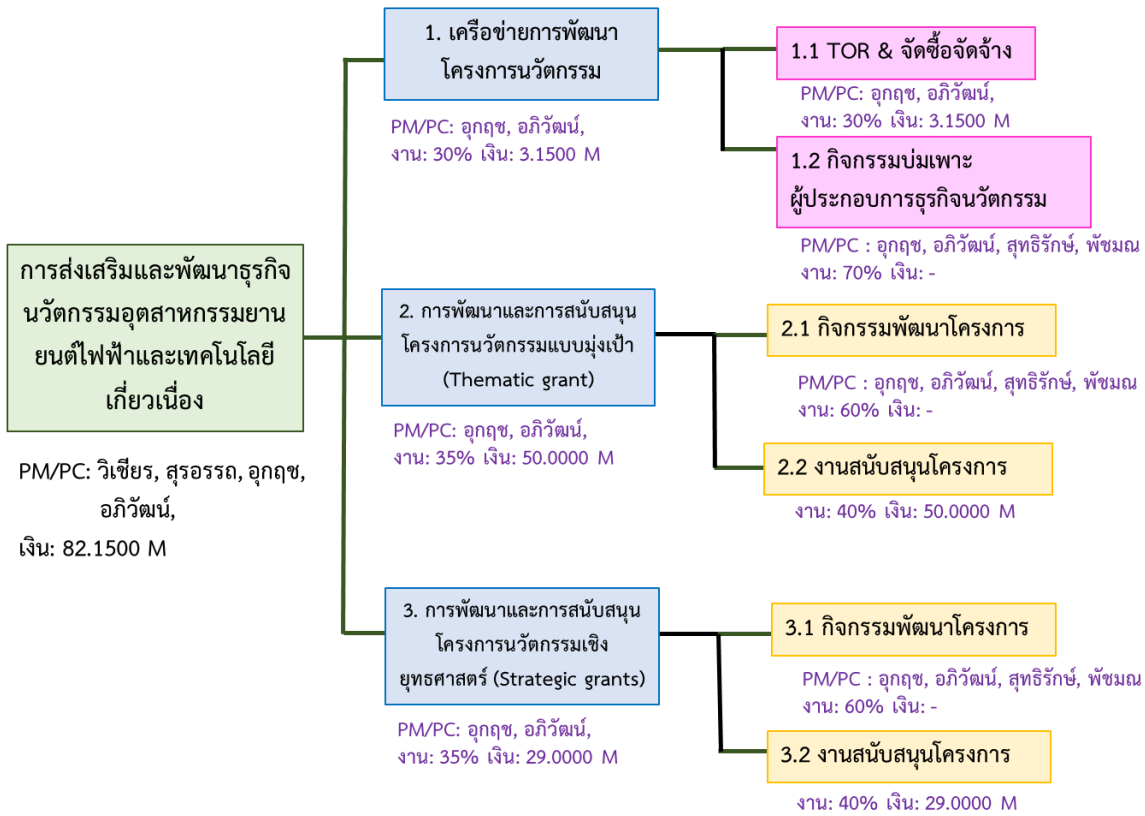 การส่งเสริมและพัฒนาธุรกิจ
นวัตกรรมอุตสาหกรรมยาน
ยนต์ไฟฟ้าและเทคโนโลยี
เกี่ยวเนื่อง
PM/PC: วิเชียร, สุรอรรถ, อุกฤช,
อภิวัฒน์,
เงิน: 82.1500 M
1. เครือข่ายการพัฒนา
โครงการนวัตกรรม
PM/PC: อุกฤช, อภิวัฒน์,
งาน: 30% เงิน: 3.1500 M
1.1 TOR & จัดซื้อจัดจ้าง
PM/PC: อุกฤช, อภิวัฒน์,
งาน: 30% เงิน: 3.1500 M
1.2 กิจกรรมบ่มเพาะ
ผู้ประกอบการธุรกิจนวัตกรรม
PM/PC : อุกฤช, อภิวัฒน์, สุทธิรักษ์, พัชมณ
งาน: 70% เงิน: -
2. การพัฒนาและการสนับสนุน
โครงการนวัตกรรมแบบมุ่งเป้า
(Thematic grant)
PM/PC: อุกฤช, อภิวัฒน์,
งาน: 35% เงิน: 50.0000 M
2.1 กิจกรรมพัฒนาโครงการ
PM/PC : อุกฤช, อภิวัฒน์, สุทธิรักษ์, พัชมณ
งาน: 60% เงิน: -
2.2 งานสนับสนุนโครงการ
งาน: 40% เงิน: 50.0000 M
3. การพัฒนาและการสนับสนุน
โครงการนวัตกรรมเชิง
ยุทธศาสตร์ (Strategic grants)
PM/PC: อุกฤช, อภิวัฒน์,
งาน: 35% เงิน: 29.0000 M
3.1 กิจกรรมพัฒนาโครงการ
PM/PC : อุกฤช, อภิวัฒน์, สุทธิรักษ์, พัชมณ
งาน: 60% เงิน: -
3.2 งานสนับสนุนโครงการ
งาน: 40% เงิน: 29.0000 M